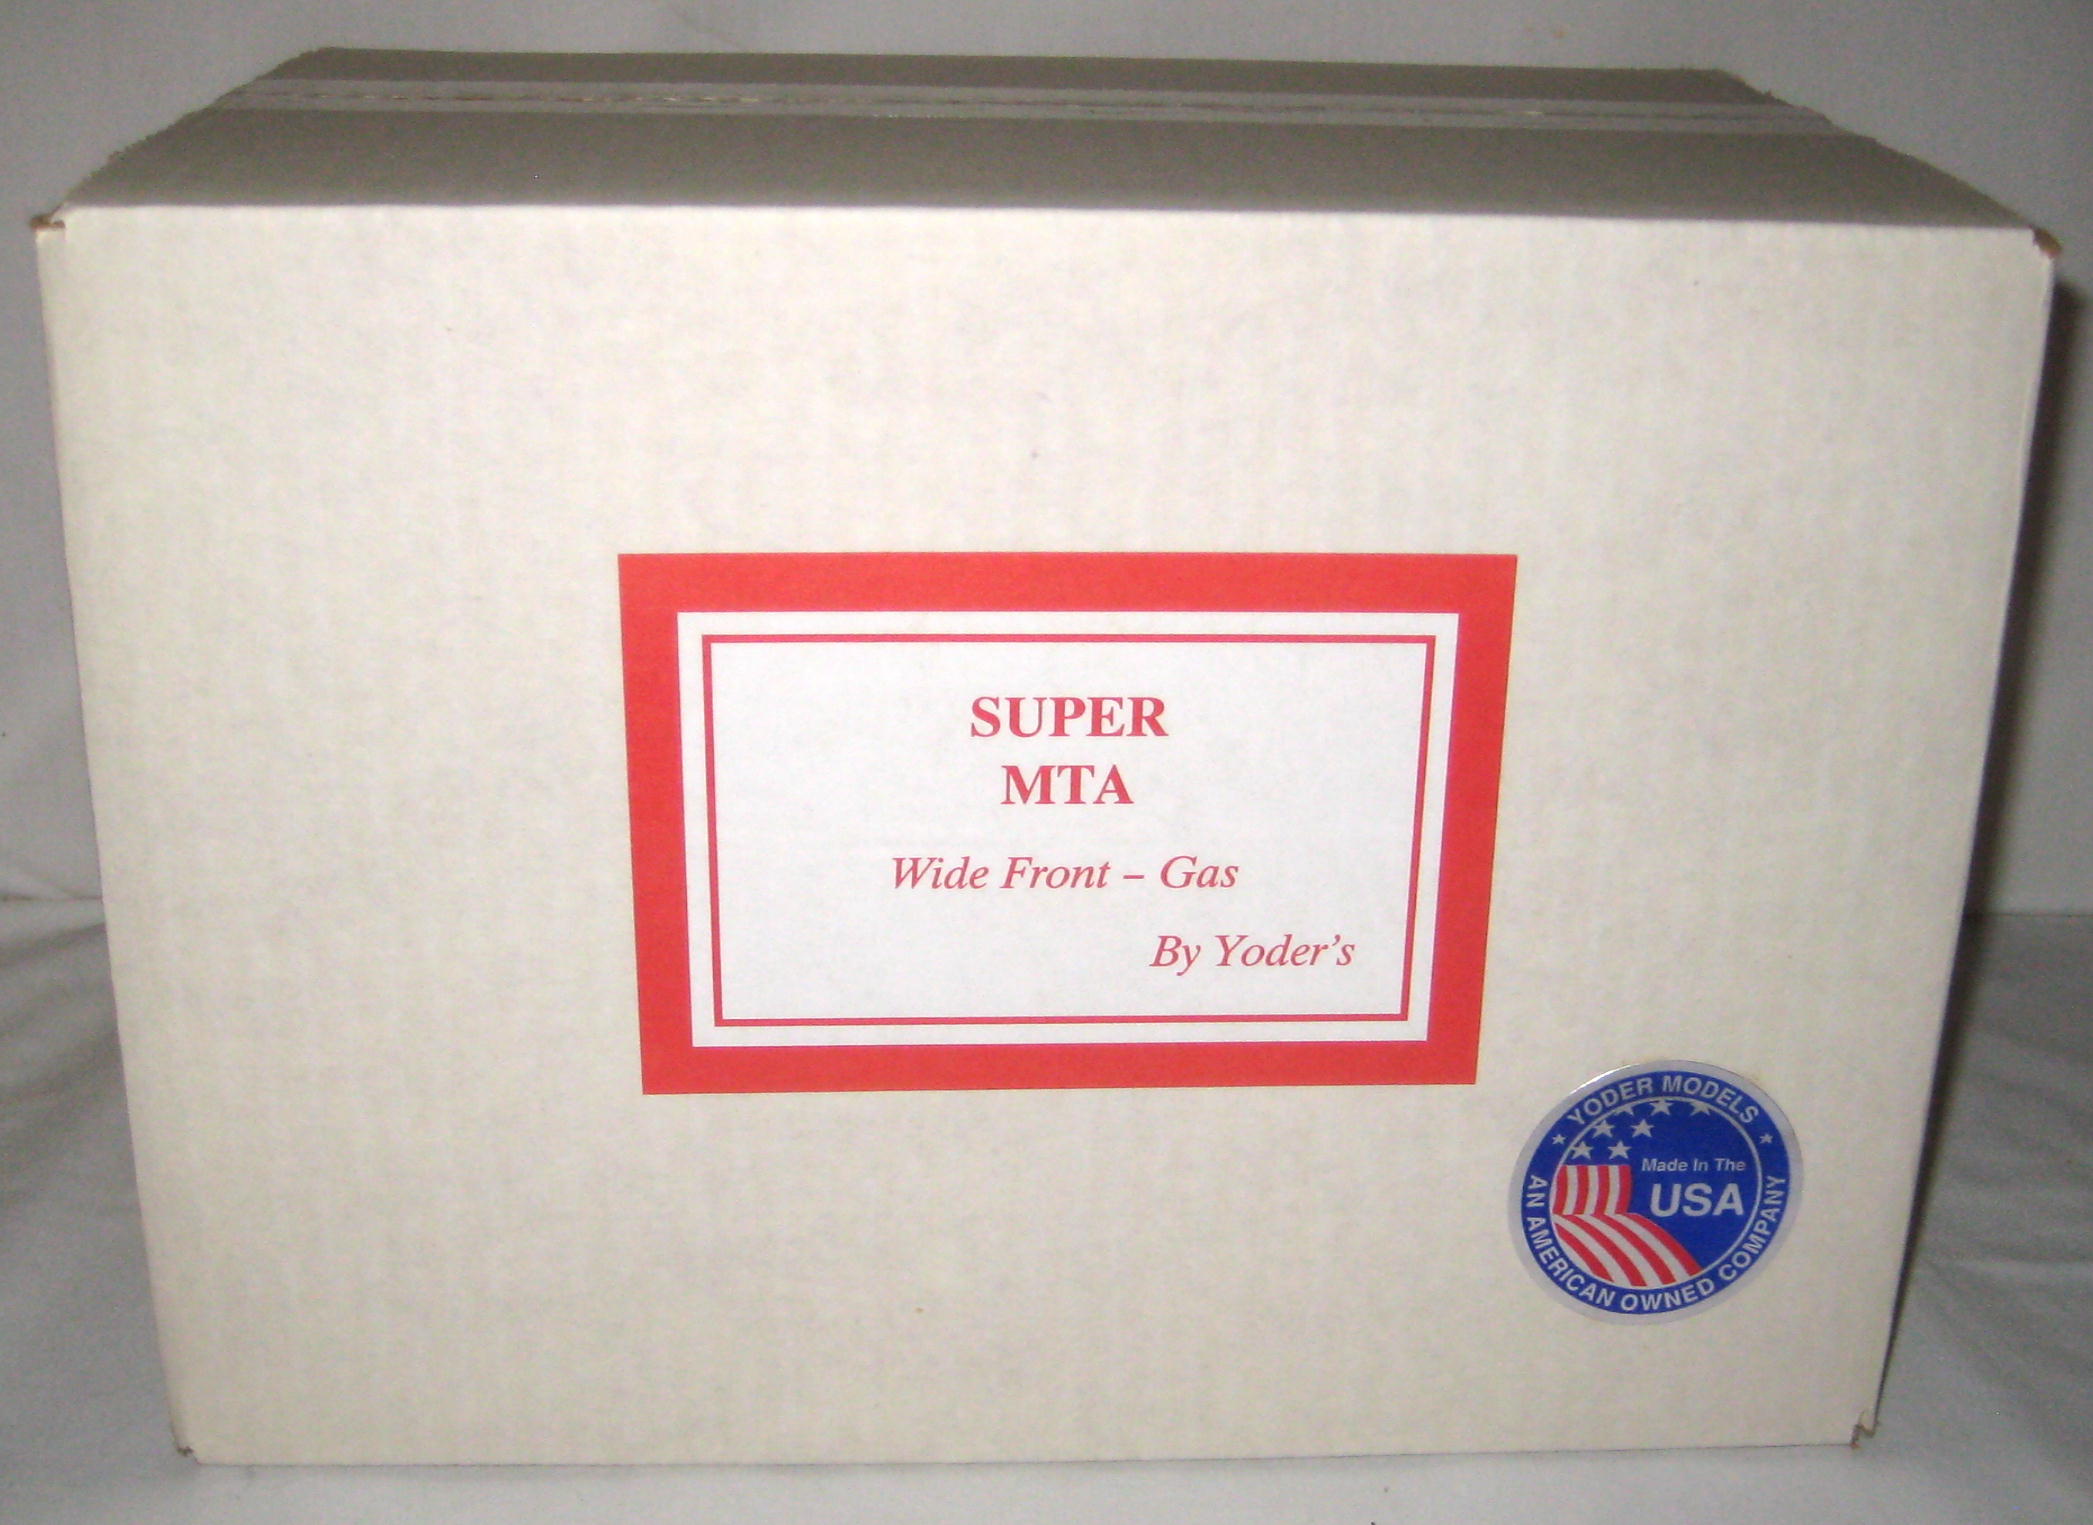 SUPER
MTA
Wide Front – Gas
By Yoder's
YODER MODELS
Made In The
USA
AN AMERICAN OWNED COMPANY